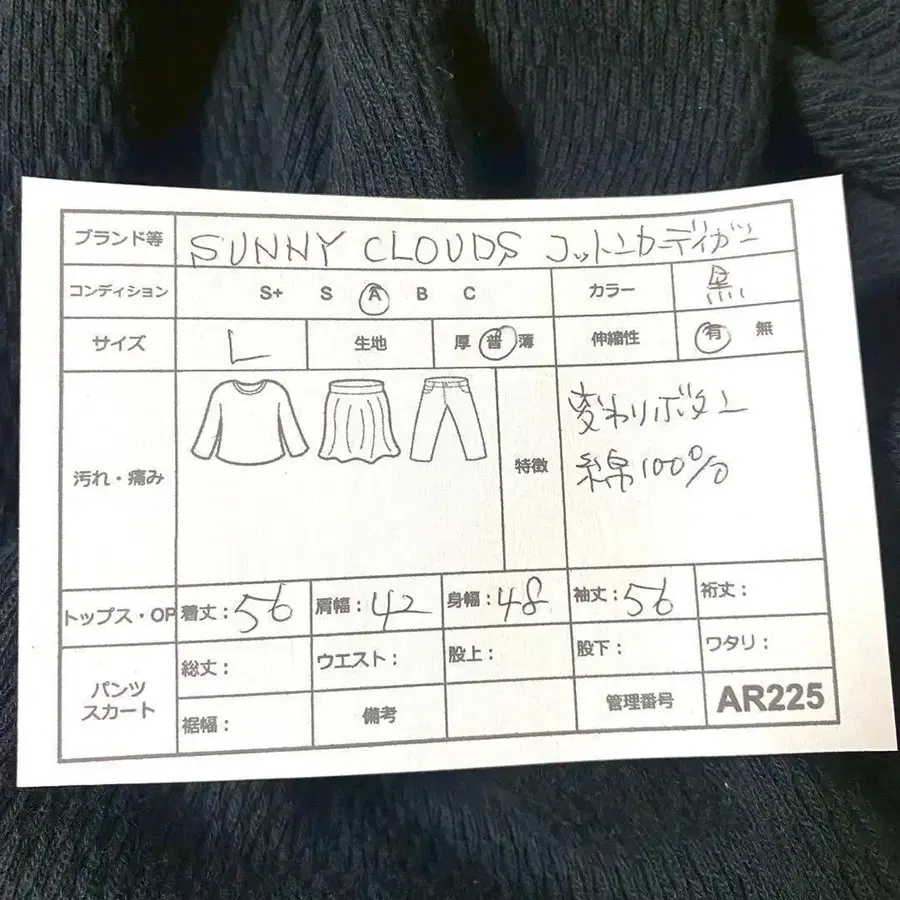 ブランド等 SUNNY CLOUDS コットンカーディガン
コンディション S+ S A B C カラー 黒
サイズ L 生地 厚 普 薄 伸縮性 有 無
汚れ・痛み 特徴 変わりボタン
綿100%
トップス・OP 着丈:56 肩幅:42 身幅:48 袖丈:56 裄丈:
パンツ スカート 総丈: ウエスト: 股上: 股下: ワタリ:
裾幅: 備考 管理番号 AR225